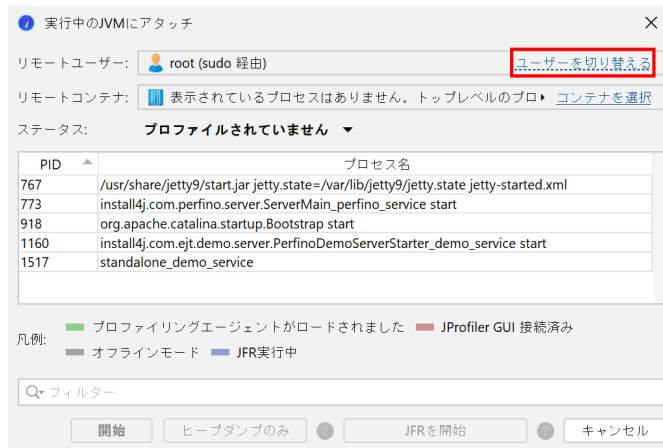 実行中のJVMにアタッチ
リモートユーザー: root (sudo 経由) ユーザーを切り替える
リモートコンテナ: 表示されているプロセスはありません。トップレベルのプロ コンテナを選択
ステータス: プロファイルされていません
PID プロセス名
767 /usr/share/jetty9/start.jar jetty.state=/var/lib/jetty9/jetty.state jetty-started.xml
773 install4j.com.perfino.server.ServerMain_perfino_service start
918 org.apache.catalina.startup.Bootstrap start
1160 install4j.com.ejt.demo.server.PerfinoDemoServerStarter_demo_service start
1517 standalone_demo_service
凡例: プロファイリングエージェントがロードされました JProfiler GUI 接続済み
オフラインモード JFR実行中
フィルター
開始 ヒープダンプのみ ? JFRを開始 ? キャンセル